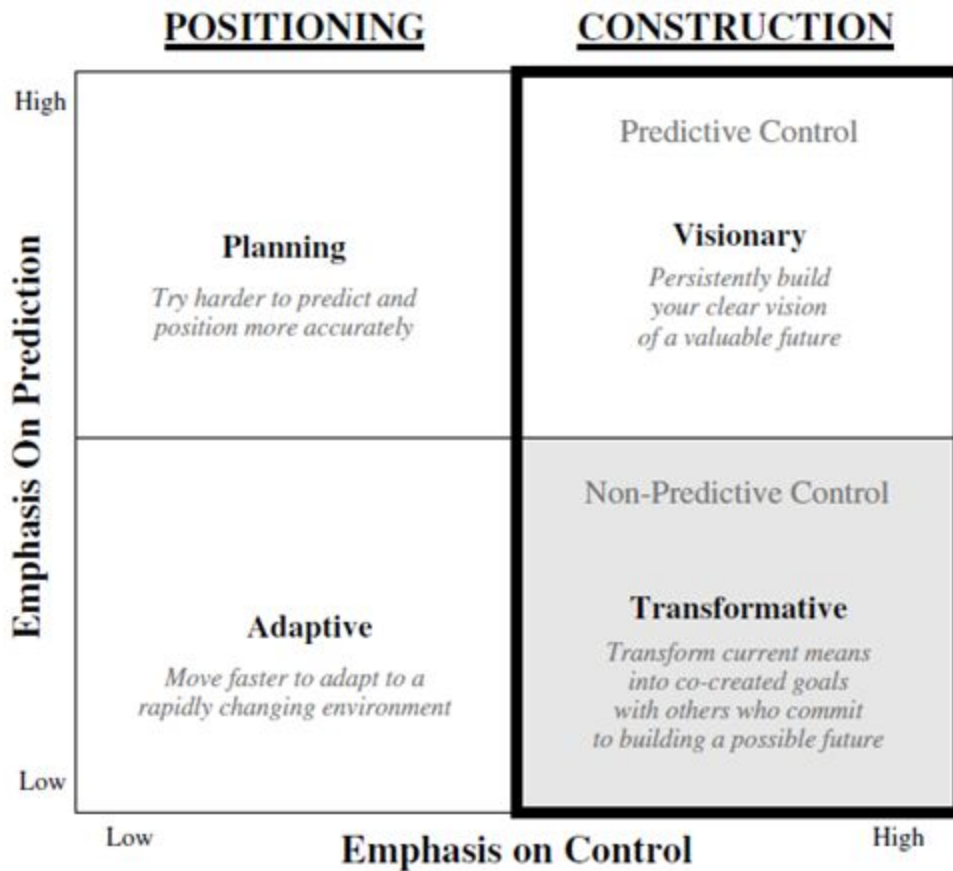 POSITIONING
CONSTRUCTION
High
Predictive Control
Planning
Try harder to predict and
position more accurately
Visionary
Persistently build
your clear vision
of a valuable future
Emphasis On Prediction
Non-Predictive Control
Adaptive
Move faster to adapt to a
rapidly changing environment
Transformative
Transform current means
into co-created goals
with others who commit
to building a possible future
Low
Low
Emphasis on Control
High